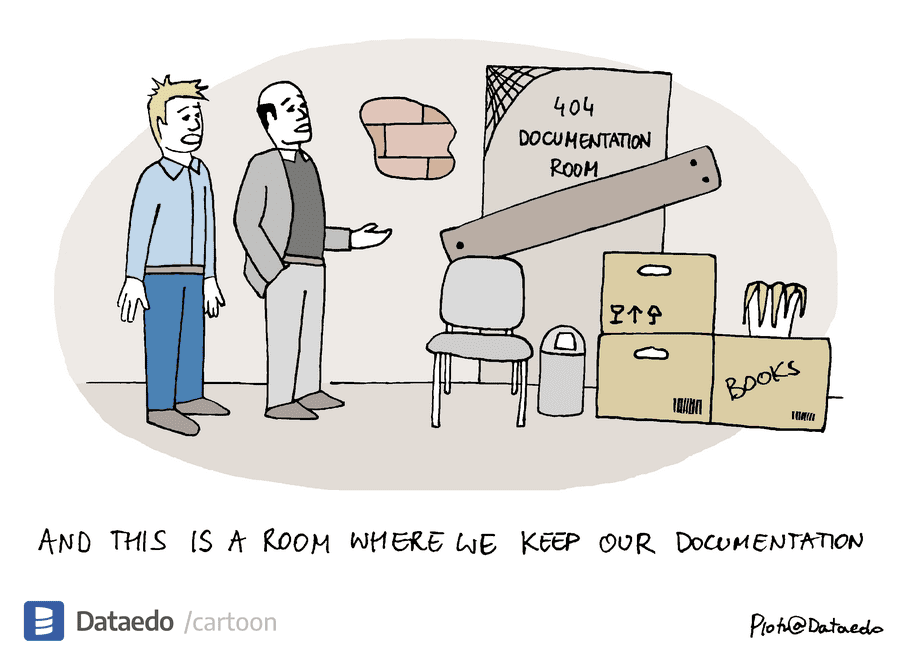 404
DOCUMENTATION
ROOM
BOOKS
AND THIS IS A ROOM WHERE WE KEEP OUR DOCUMENTATION
Dataedo /cartoon
Piotr@Dataedo